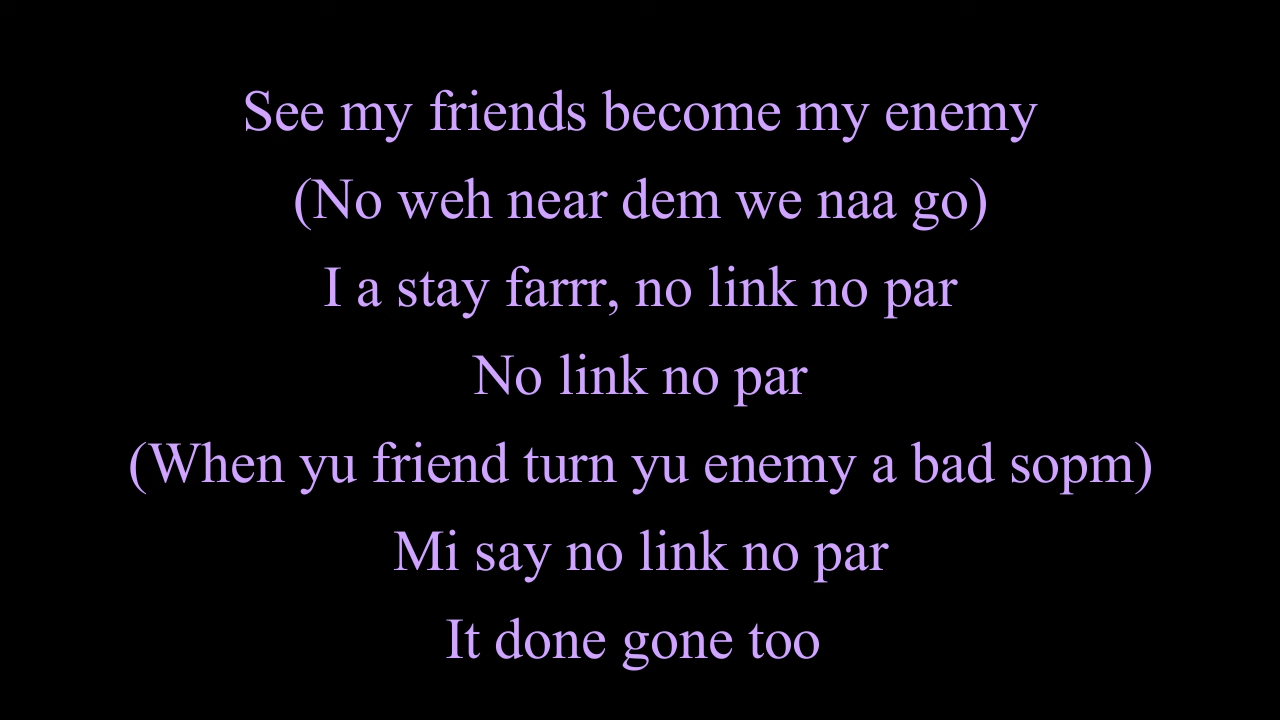 See my friends become my enemy
(No weh near dem we naa go)
I a stay farrr, no link no par
No link no par
(When yu friend turn yu enemy a bad sopm)
Mi say no link no par
It done gone too